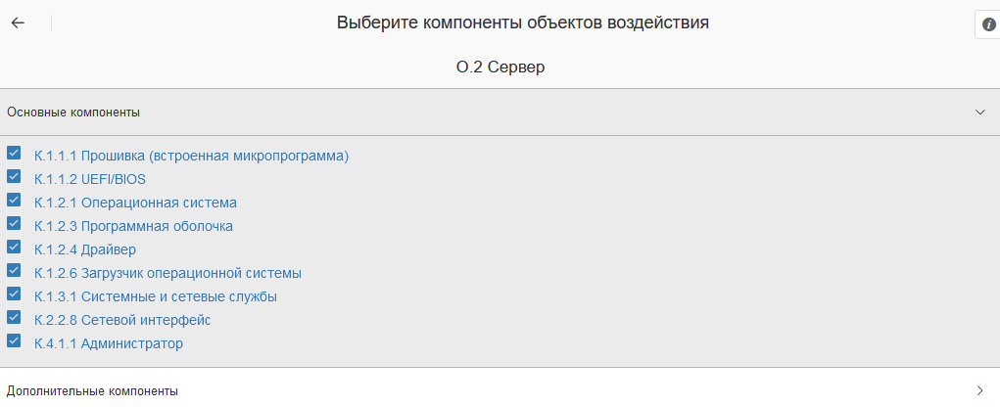 Выберите компоненты объектов воздействия
О.2 Сервер
Основные компоненты
К.1.1.1 Прошивка (встроенная микропрограмма)
К.1.1.2 UEFI/BIOS
К.1.2.1 Операционная система
К.1.2.3 Программная оболочка
К.1.2.4 Драйвер
К.1.2.6 Загрузчик операционной системы
К.1.3.1 Системные и сетевые службы
К.2.2.8 Сетевой интерфейс
К.4.1.1 Администратор
Дополнительные компоненты